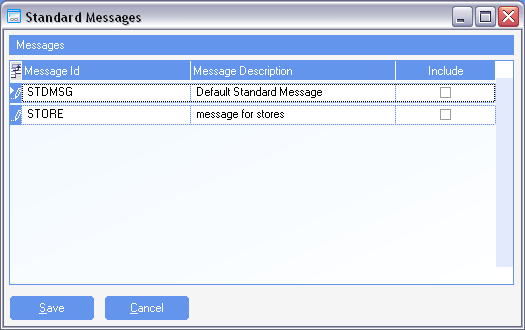 Standard Messages
Messages
Message Id Message Description Include
STDMSG Default Standard Message
STORE message for stores
Save Cancel